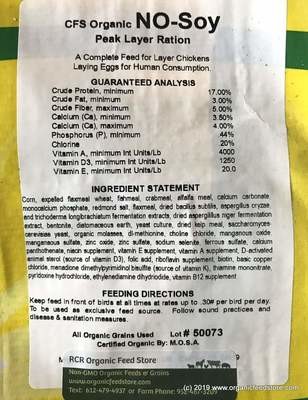 CFS Organic NO-Soy
Peak Layer Ration
A Complete Feed for Layer Chickens
Laying Eggs for Human Consumption.
GUARANTEED ANALYSIS
Crude Protein, minimum 17.00%
Crude Fat, minimum 3.00%
Crude Fiber, maximum 5.00%
Calcium (Ca), minimum 3.50%
Calcium (Ca), maximum 4.00%
Phosphorus (P), minimum 44%
Chlorine 20%
Vitamin A, minimum Int Units/Lb 4000
Vitamin D3, minimum Int Units/Lb 1250
Vitamin E, minimum Int Units/Lb 20.0
INGREDIENT STATEMENT
Corn, expelled flaxmeal wheat, fishmeal, crabmeal, alfalfa meal, calcium carbonate,
monocalcium phosphate, redmond salt, flaxmeal, dried bacillus subtilis, aspergillus oryzae
and trichoderma longibrachiatum fermentation extracts, dried aspergillus niger fermentation
extract, bentonite, diatomaceous earth, yeast culture, dried kelp meal, saccharomyces
cerevisiae yeast, organic molasses, dl-methionine, choline chloride, manganous oxide
manganous sulfate, zinc oxide, zinc sulfate, sodium selenite, ferrous sulfate, calcium
panthothenate, niacin supplement, vitamin E supplement, vitamin A supplement, D-activated
animal sterol (source of vitamin D3), folic acid, riboflavin supplement, biotin, basic copper
chloride, menadione dimethylpyrimidinol bisulfite (source of vitamin K), thiamine mononitrate,
pyridoxine hydrochloride, ethylenediamine dihydriodide, vitamin B12 supplement
FEEDING DIRECTIONS
Keep feed in front of birds at all times at rates up to .30# per bird per day.
To be used as exclusive feed source. Follow sound practices and
disease & sanitation measures.
All Organic Grains Used Lot # 50073
Certified Organic By: M.O.S.A.
RCR Organic Feed Store
Non-GMO Organic Feeds & Grains
www.organicfeedstore.com
Text: 612-479-4937 or Farm Phone: 952-467-3209
(c) 2019 www.organicfeedstore.com